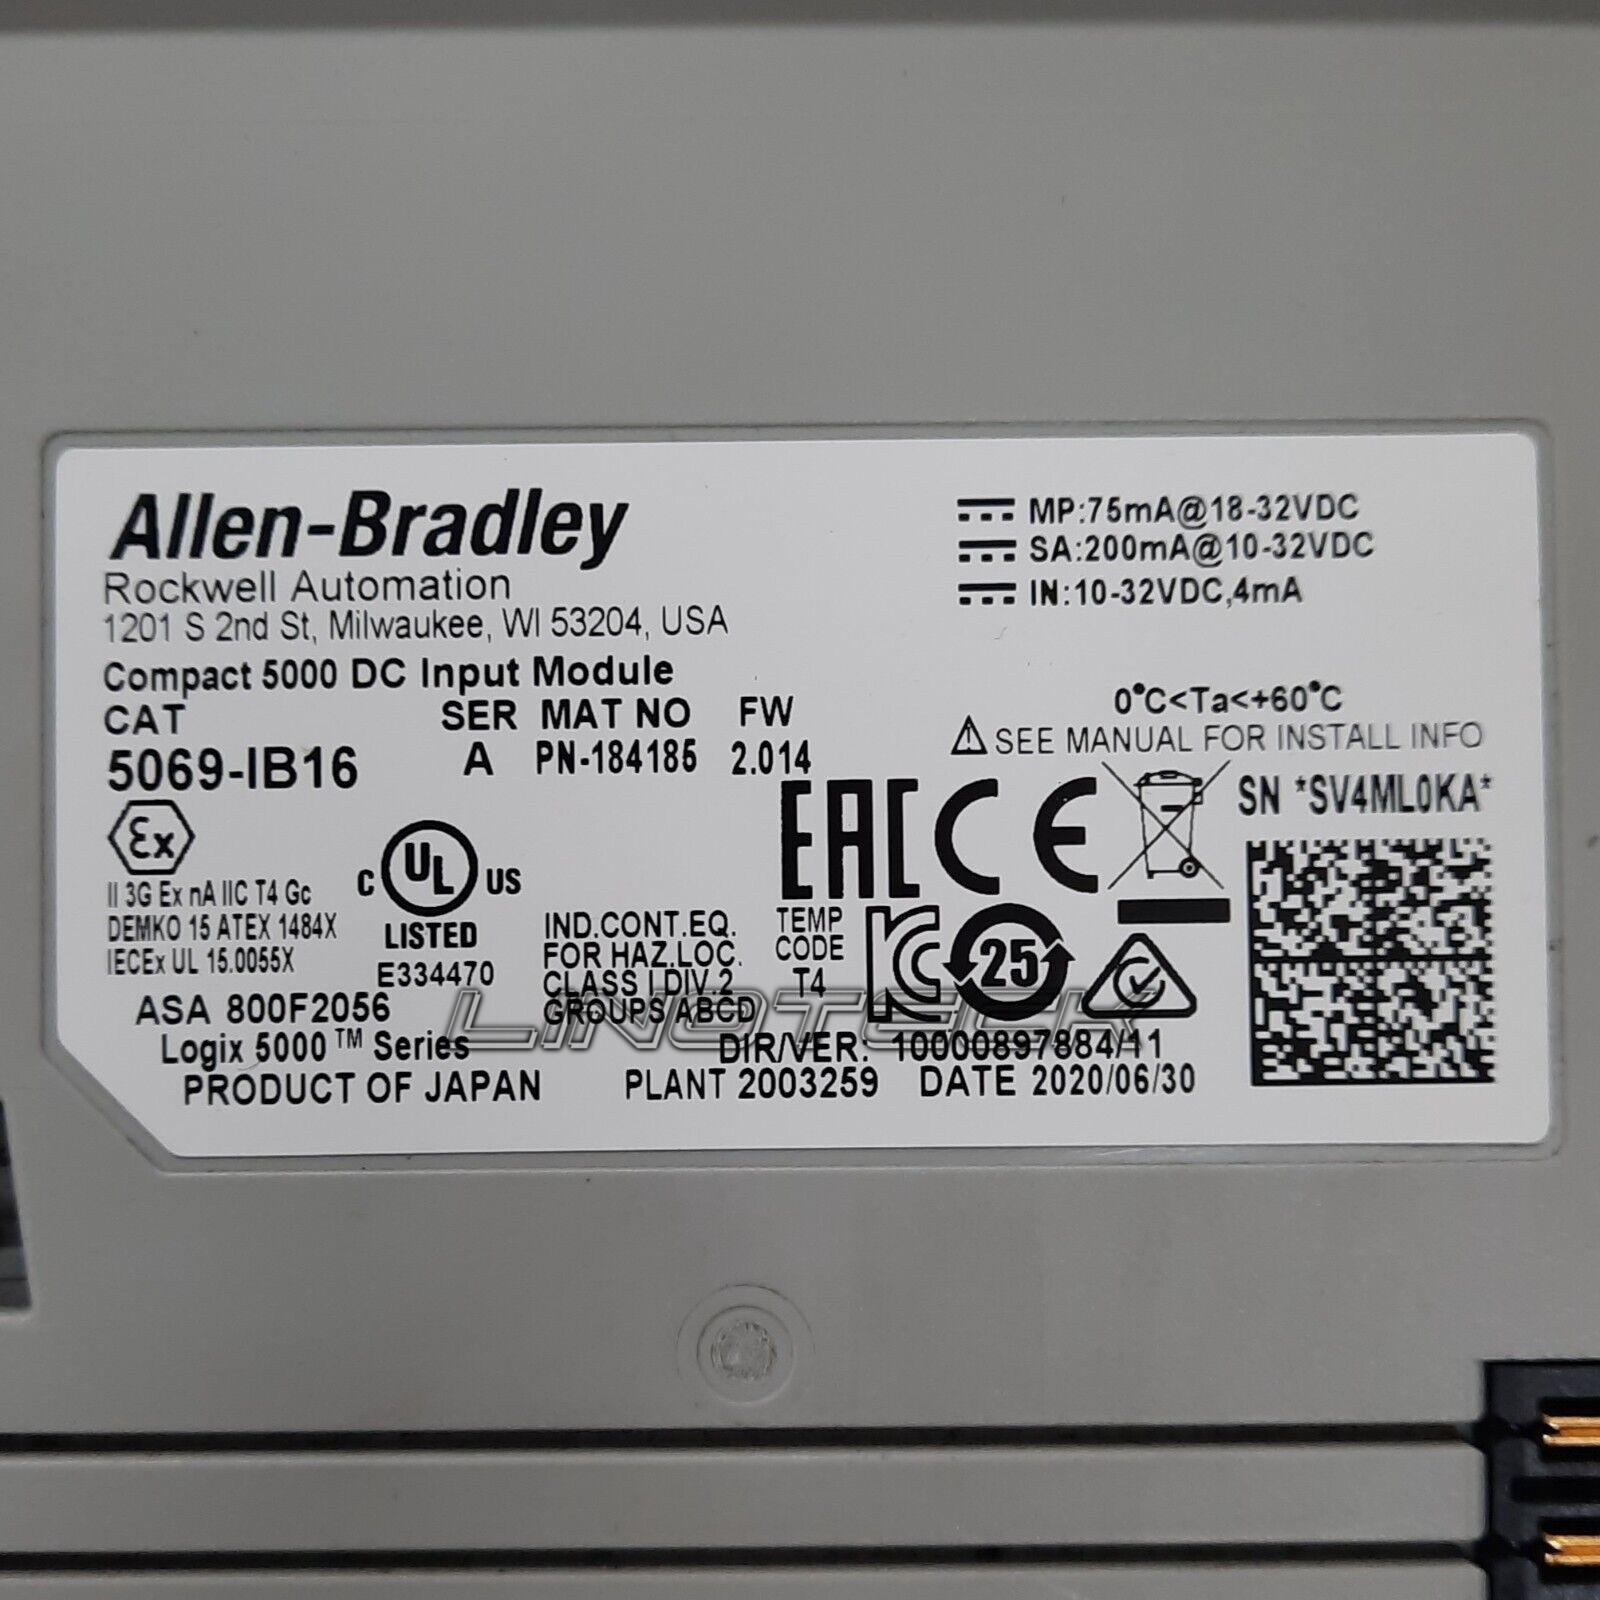 Allen-Bradley
Rockwell Automation
1201 S 2nd St, Milwaukee, WI 53204, USA
Compact 5000 DC Input Module
CAT SER MAT NO FW
5069-IB16 A PN-184185 2.014
MP:75mA@18-32VDC
SA:200mA@10-32VDC
IN:10-32VDC,4mA
0°C<Ta<+60°C
⚠ SEE MANUAL FOR INSTALL INFO
SN *SV4ML0KA*
Ex
II 3G Ex nA IIC T4 Gc
DEMKO 15 ATEX 1484X
IECEx UL 15.0055X
C UL US
LISTED
E334470
IND.CONT.EQ.
FOR HAZ.LOC.
CLASS I DIV.2
GROUPS ABCD
TEMP
CODE
T4
EAC CE
KC 25
ASA 800F2056
LINOTECK
Logix 5000™ Series DIR/VER: 10000897884/11
PRODUCT OF JAPAN PLANT 2003259 DATE 2020/06/30